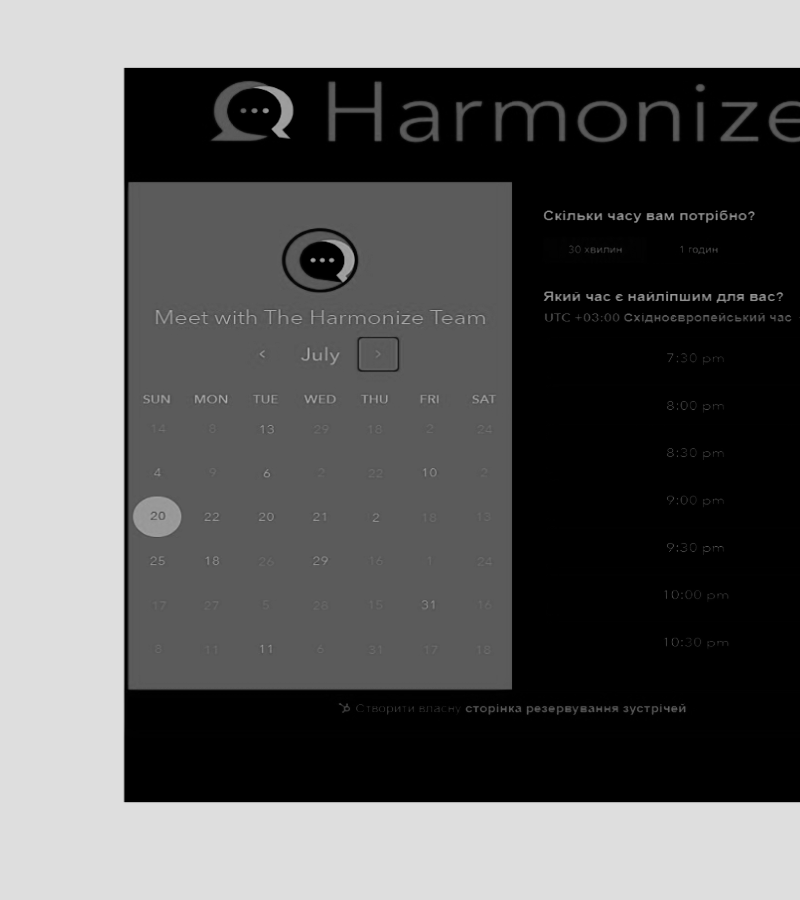 Harmonize
Meet with The Harmonize Team
July
SUN MON TUE WED THU FRI SAT
14 8 13 29 18 2 24
4 9 6 2 22 10 2
20 22 20 21 2 18 13
25 18 26 29 16 1 24
17 27 5 28 15 31 16
8 11 11 6 31 17 18
Скільки часу вам потрібно?
30 хвилин 1 годин
Який час є найліпшим для вас?
UTC +03:00 Східноєвропейський час
7:30 pm
8:00 pm
8:30 pm
9:00 pm
9:30 pm
10:00 pm
10:30 pm
Створити власну сторінка резервування зустрічей